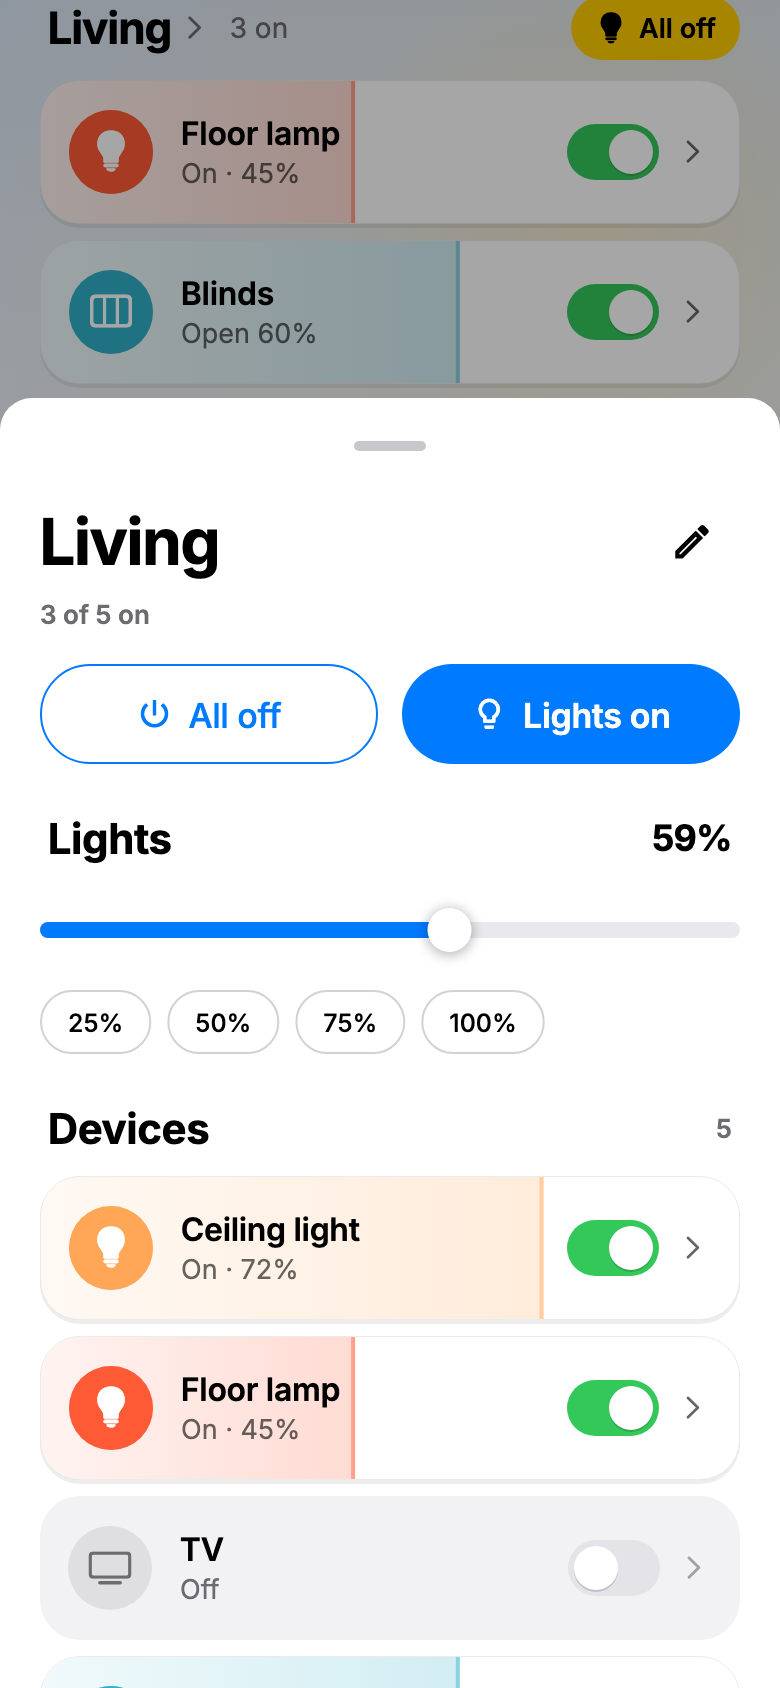 Living 3 on All off
Floor lamp
On · 45%
Blinds
Open 60%
Living
3 of 5 on
All off Lights on
Lights 59%
25% 50% 75% 100%
Devices 5
Ceiling light
On · 72%
Floor lamp
On · 45%
TV
Off